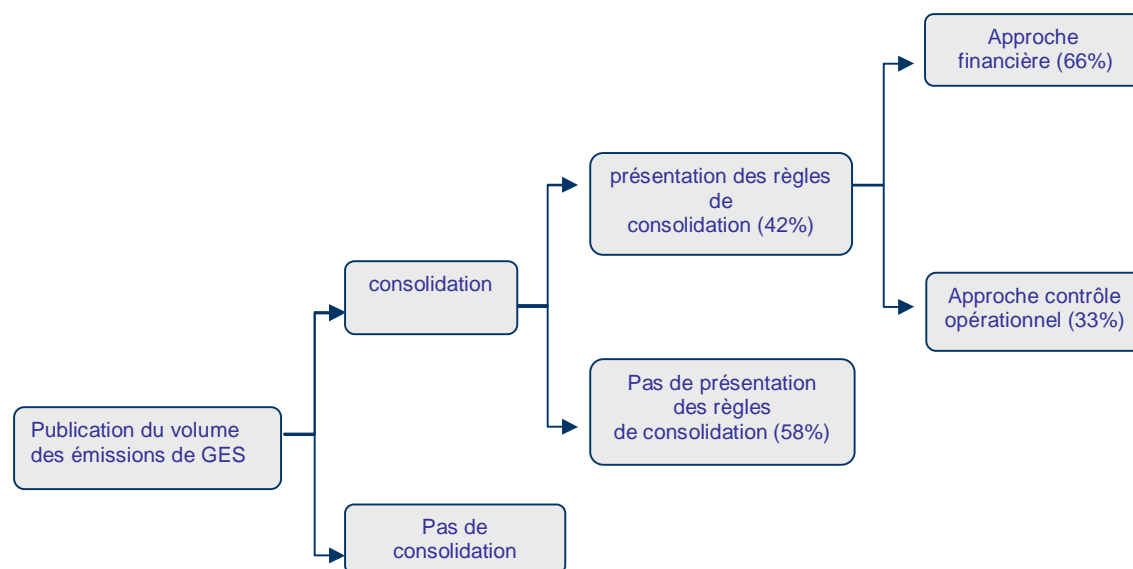 Approche
financière (66%)
présentation des règles
de
consolidation (42%)
consolidation
Approche contrôle
opérationnel (33%)
Pas de présentation
des règles
de consolidation (58%)
Publication du volume
des émissions de GES
Pas de
consolidation